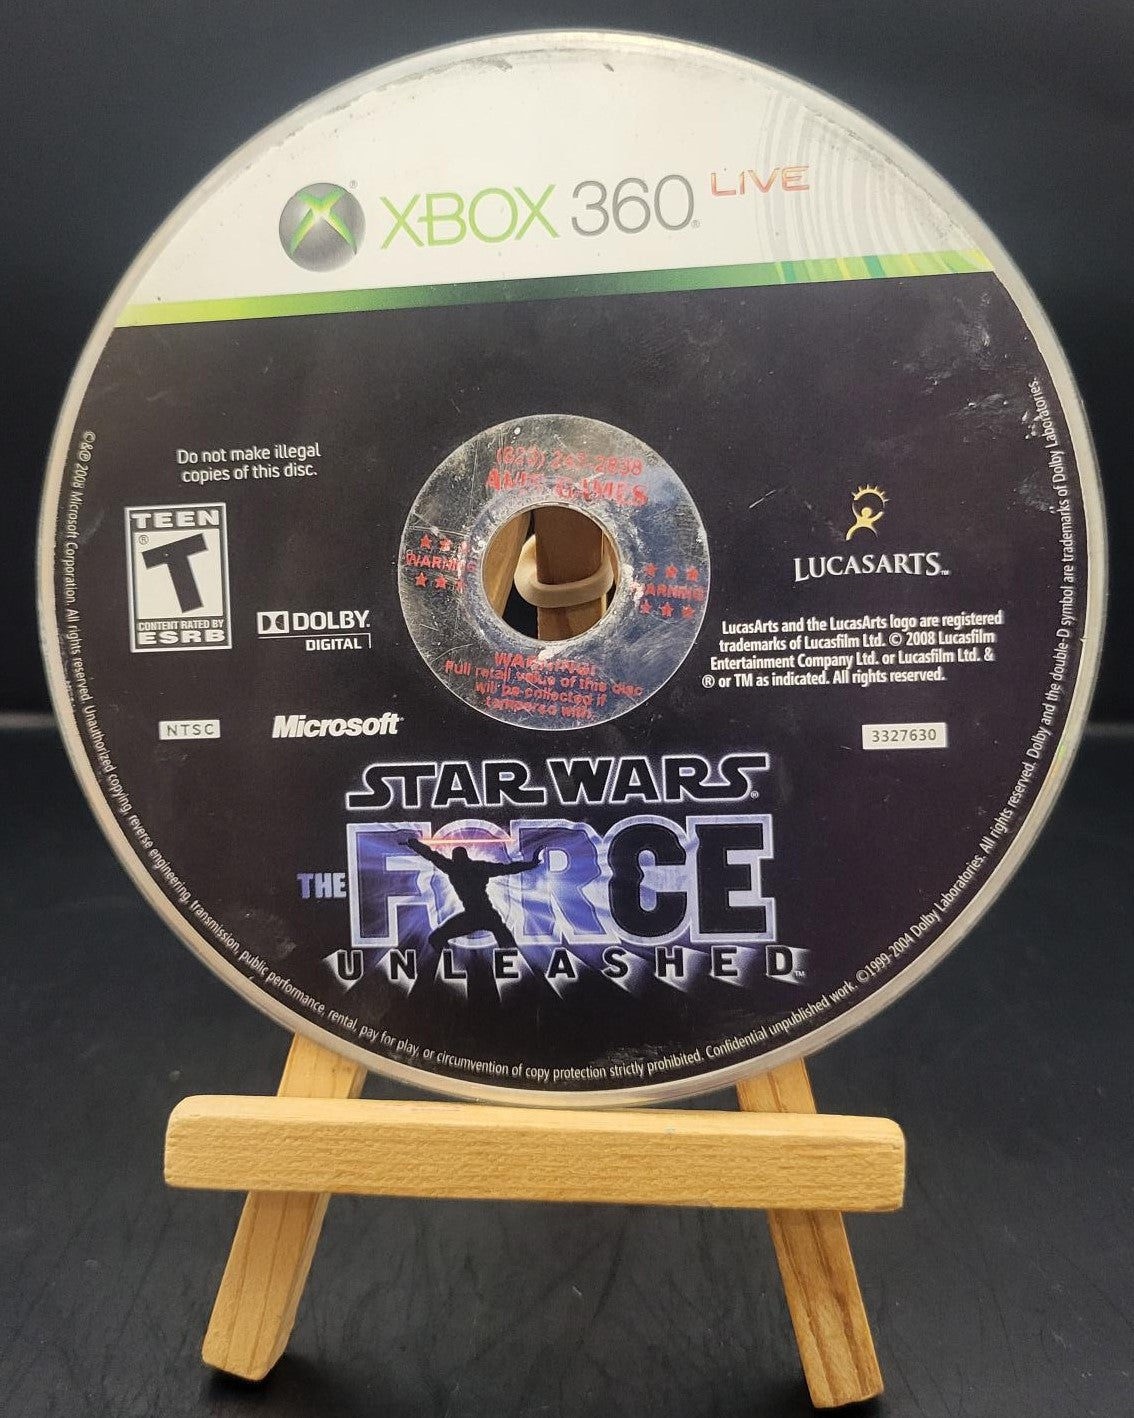 XBOX 360® LIVE
®
Do not make illegal
copies of this disc.
TEEN
®
T
CONTENT RATED BY
ESRB
DOLBY.
DIGITAL
NTSC
Microsoft®
GAMES
WARNING
WARNING!
Full retail value of this disc
will be collected if
tampered with.
LUCASARTS™
LucasArts and the LucasArts logo are registered
trademarks of Lucasfilm Ltd. © 2008 Lucasfilm
Entertainment Company Ltd. or Lucasfilm Ltd. &
® or TM as indicated. All rights reserved.
3327630
STAR WARS®
THE FORCE
UNLEASHED™
©&℗ 2008 Microsoft Corporation. All rights reserved. Unauthorized copying, reverse engineering, transmission, public performance, rental, pay for play, or circumvention of copy protection strictly prohibited. Confidential unpublished work. ©1999-2004 Dolby Laboratories. All rights reserved. Dolby and the double-D symbol are trademarks of Dolby Laboratories.